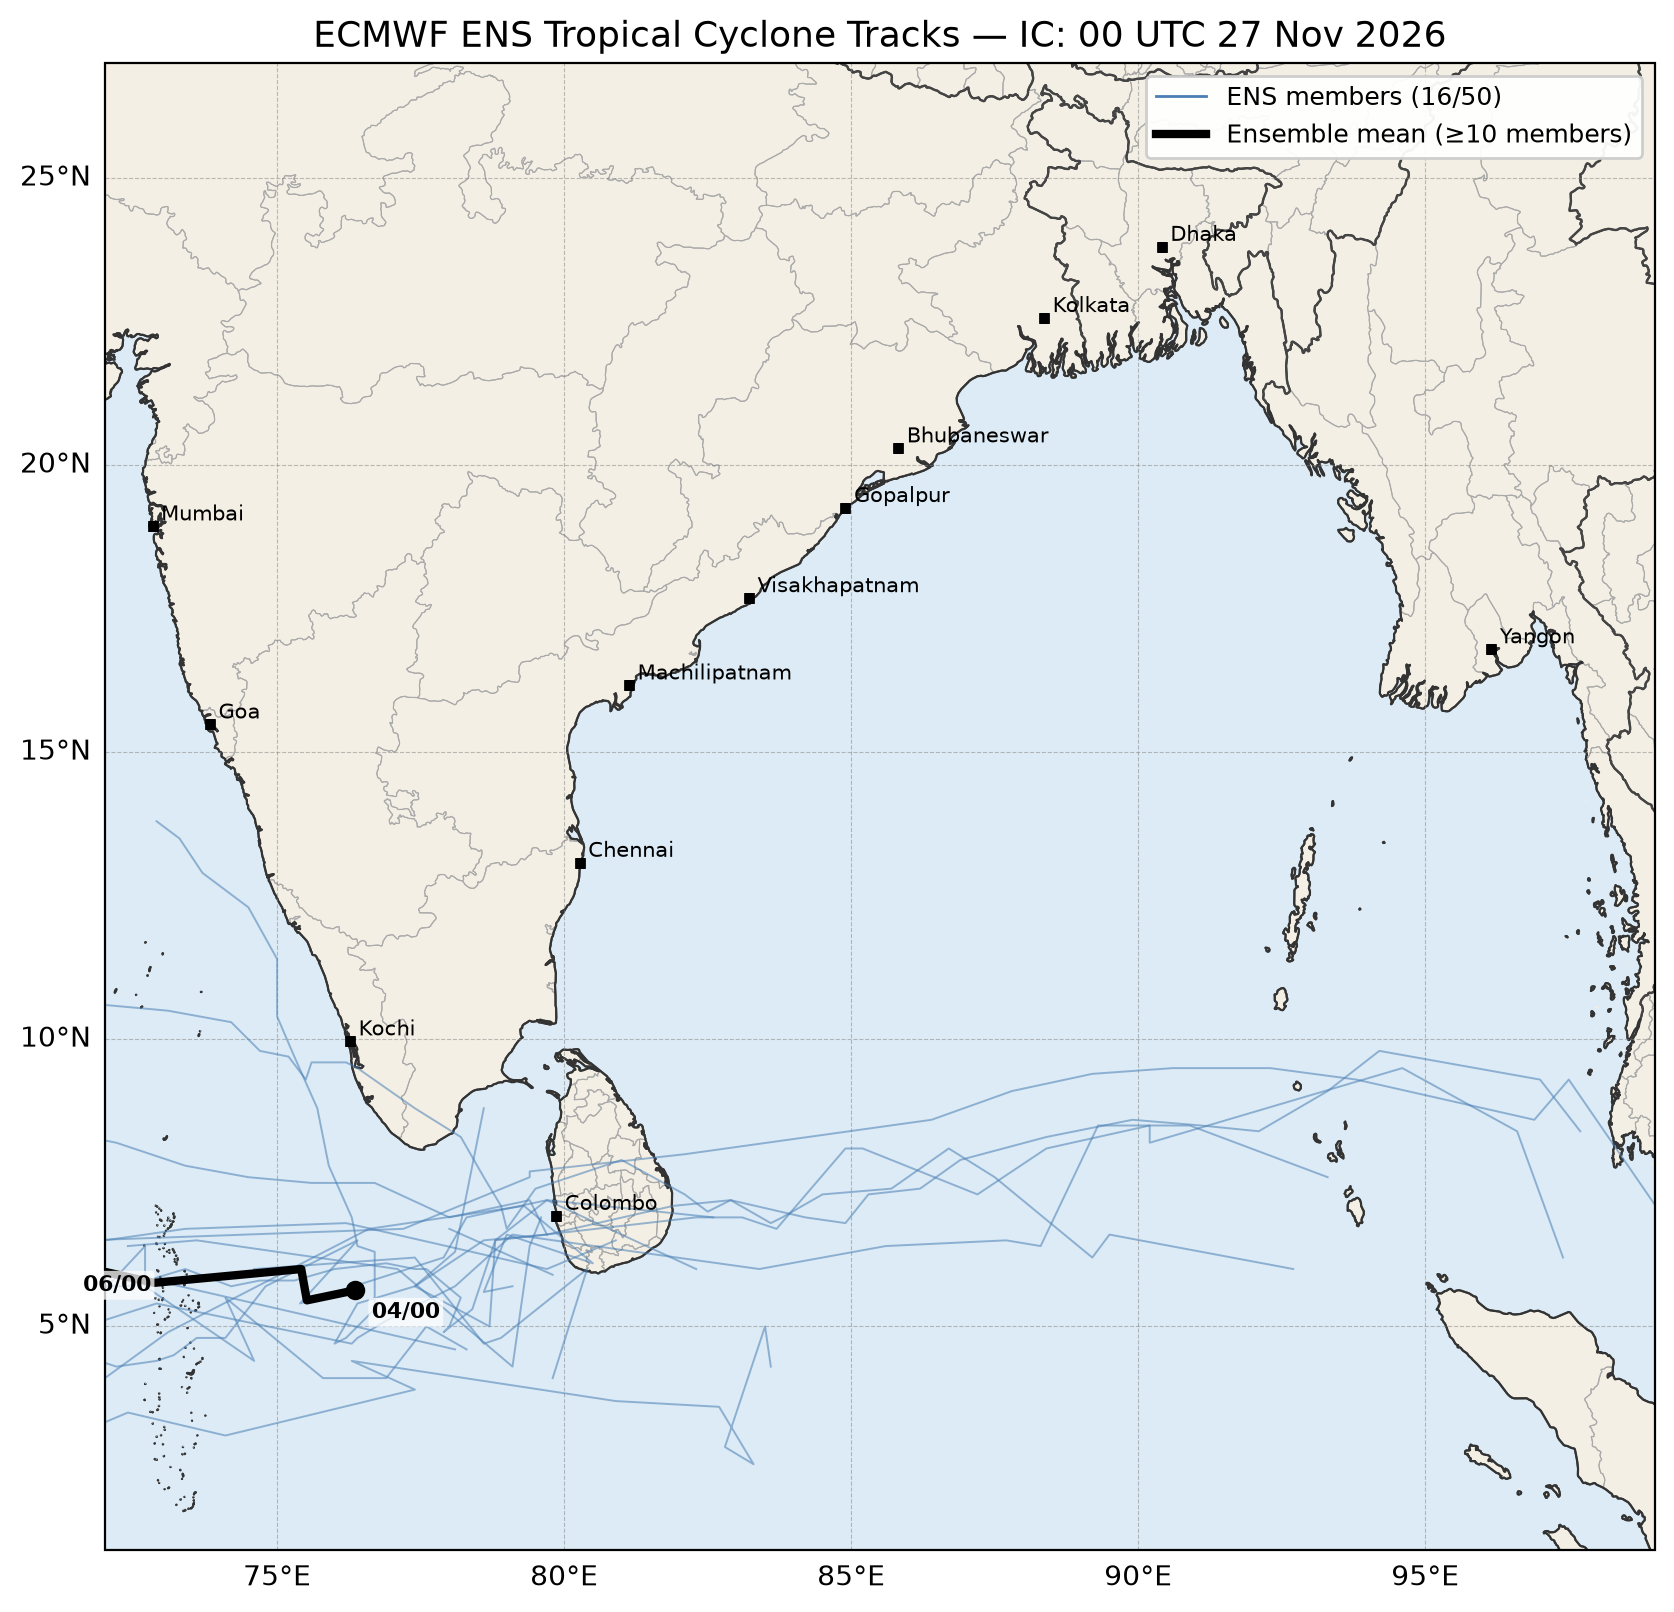 ECMWF ENS Tropical Cyclone Tracks — IC: 00 UTC 27 Nov 2026
ENS members (16/50)
Ensemble mean (≥10 members)
25°N
20°N
15°N
10°N
5°N
Dhaka
Kolkata
Bhubaneswar
Gopalpur
Mumbai
Visakhapatnam
Yangon
Machilipatnam
Goa
Chennai
Kochi
Colombo
06/00
04/00
75°E
80°E
85°E
90°E
95°E